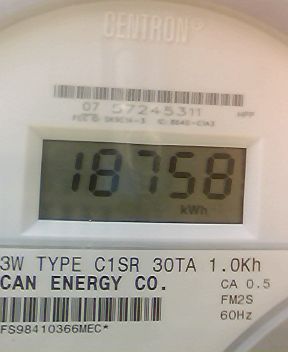 CENTRON®
07 57245311
18758
kWh
3W TYPE C1SR 30TA 1.0Kh
CAN ENERGY CO.
CA 0.5
FM2S
60Hz
FS98410366MEC*